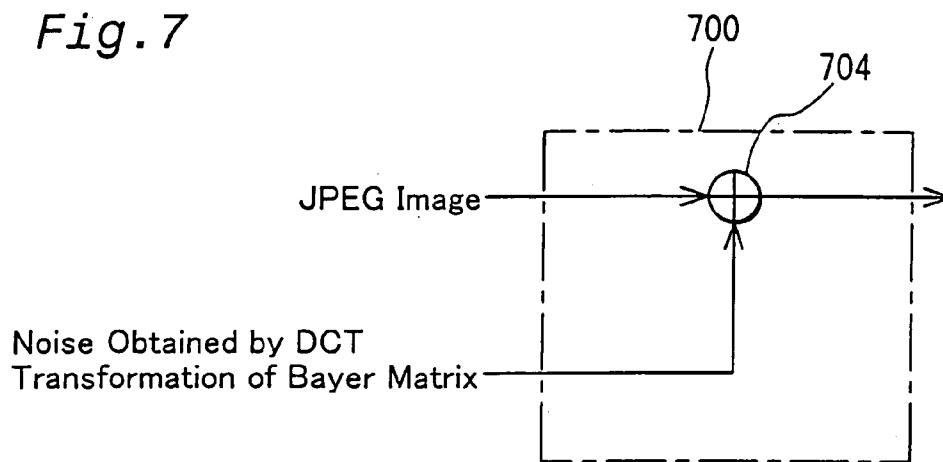 Fig.7
700
704
JPEG Image
Noise Obtained by DCT
Transformation of Bayer Matrix